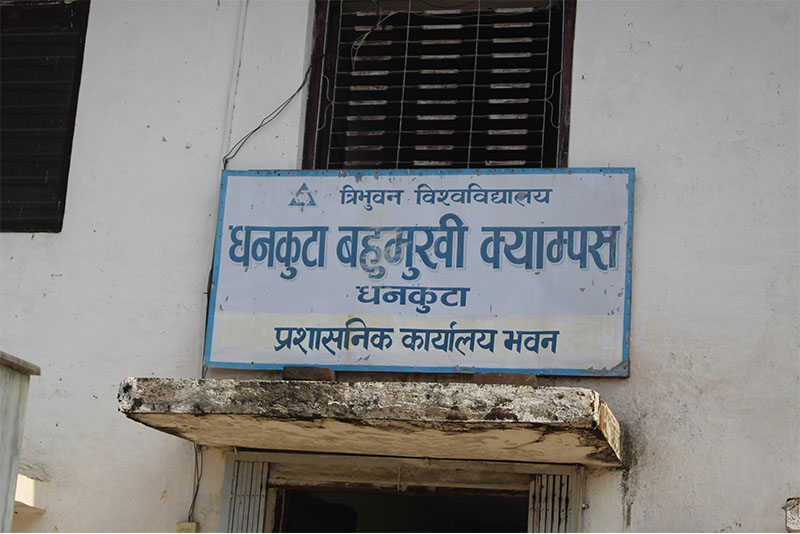 त्रिभुवन विश्वविद्यालय
धनकुटा बहुमुखी क्याम्पस
धनकुटा
प्रशासनिक कार्यालय भवन